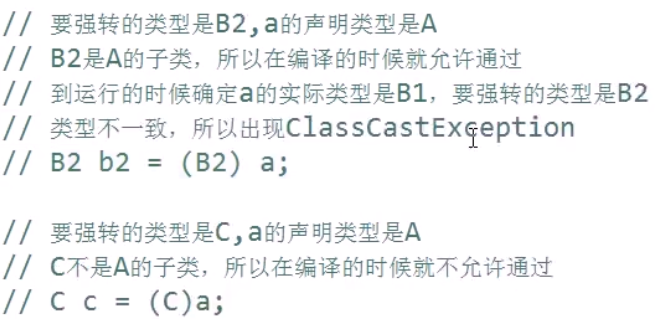 // 要强转的类型是B2,a的声明类型是A
// B2是A的子类，所以在编译的时候就允许通过
// 到运行的时候确定a的实际类型是B1，要强转的类型是B2
// 类型不一致，所以出现ClassCastException
// B2 b2 = (B2) a;
// 要强转的类型是C,a的声明类型是A
// C不是A的子类，所以在编译的时候就不允许通过
// C c = (C)a;